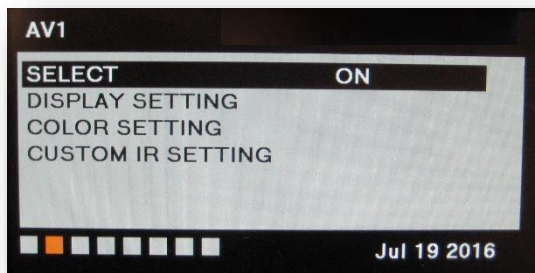 AV1
SELECT ON
DISPLAY SETTING
COLOR SETTING
CUSTOM IR SETTING
Jul 19 2016